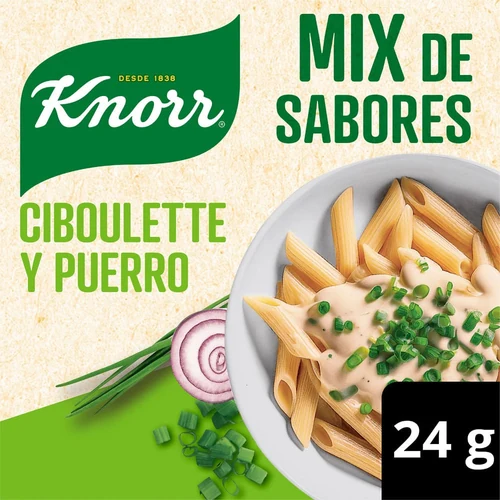 DESDE 1838
Knorr®
MIX DE
SABORES
CIBOULETTE
Y PUERRO
24 g